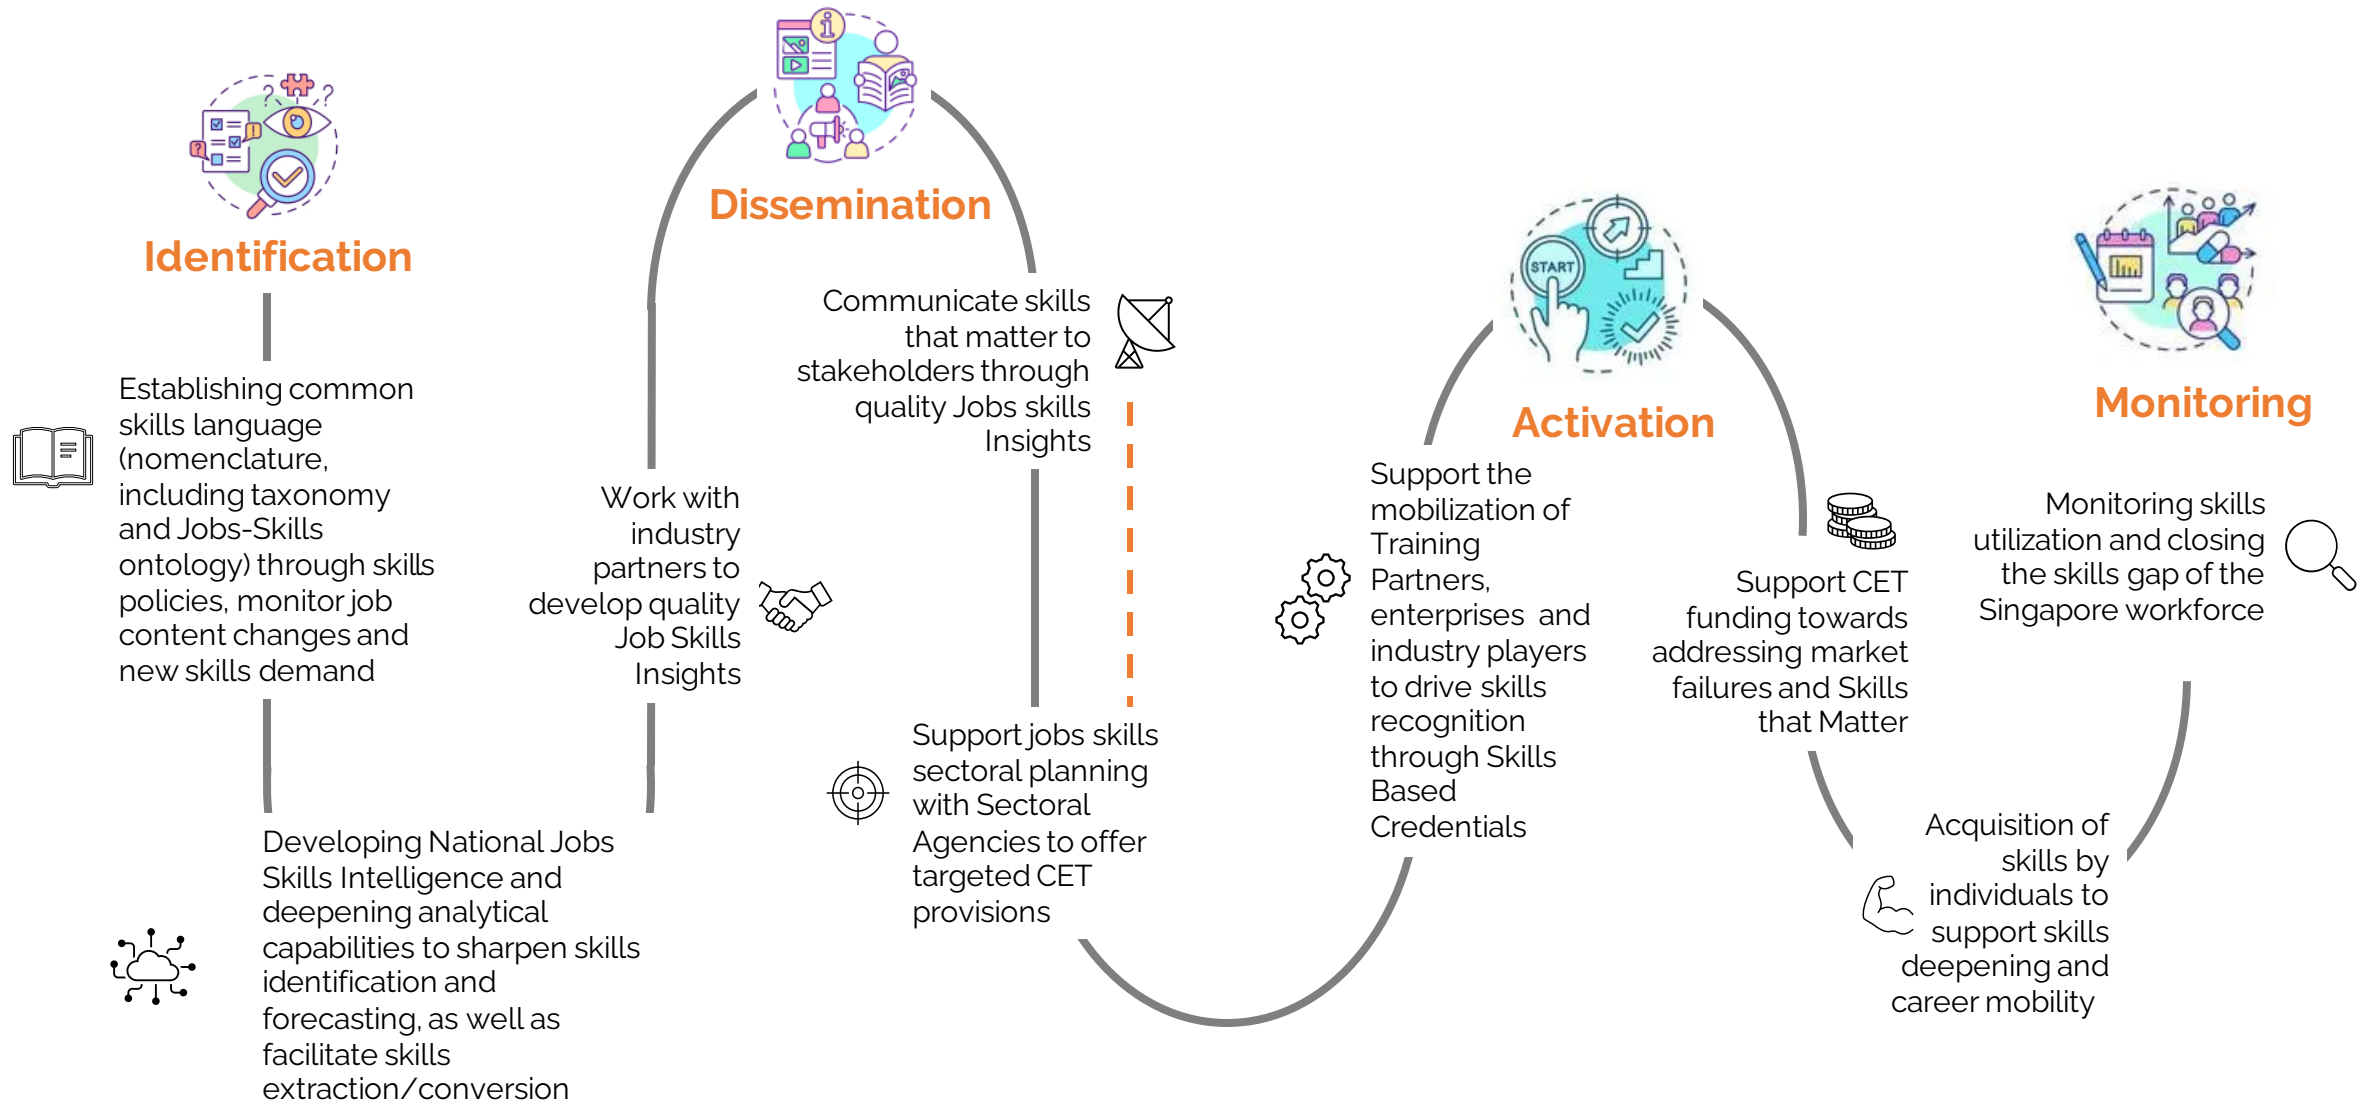 Identification
Establishing common
skills language
(nomenclature,
including taxonomy
and Jobs-Skills
ontology) through skills
policies, monitor job
content changes and
new skills demand
Developing National Jobs
Skills Intelligence and
deepening analytical
capabilities to sharpen skills
identification and
forecasting, as well as
facilitate skills
extraction/conversion
Work with
industry
partners to
develop quality
Job Skills
Insights
Dissemination
Communicate skills
that matter to
stakeholders through
quality Jobs skills
Insights
Support jobs skills
sectoral planning
with Sectoral
Agencies to offer
targeted CET
provisions
START
Activation
Support the
mobilization of
Training
Partners,
enterprises and
industry players
to drive skills
recognition
through Skills
Based
Credentials
Support CET
funding towards
addressing market
failures and Skills
that Matter
Acquisition of
skills by
individuals to
support skills
deepening and
career mobility
Monitoring
Monitoring skills
utilization and closing
the skills gap of the
Singapore workforce